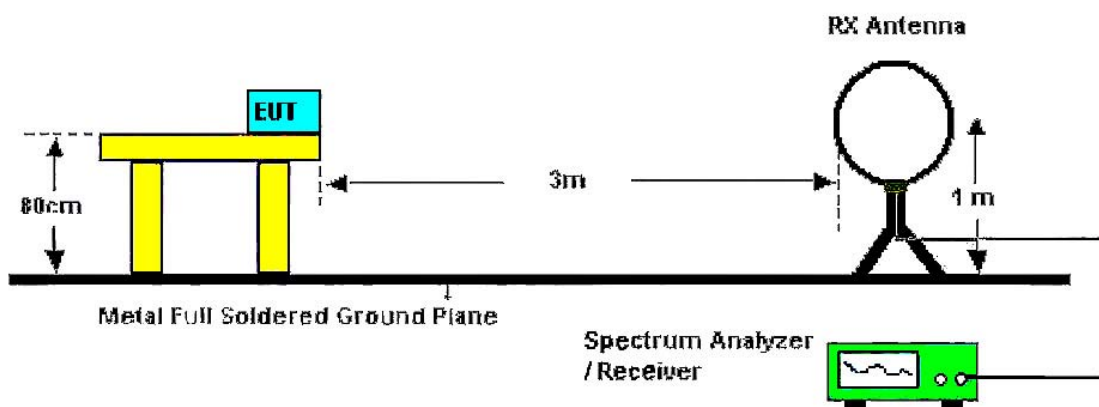 RX Antenna
EUT
3m
80cm
1 m
Metal Full Soldered Ground Plane
Spectrum Analyzer
/ Receiver